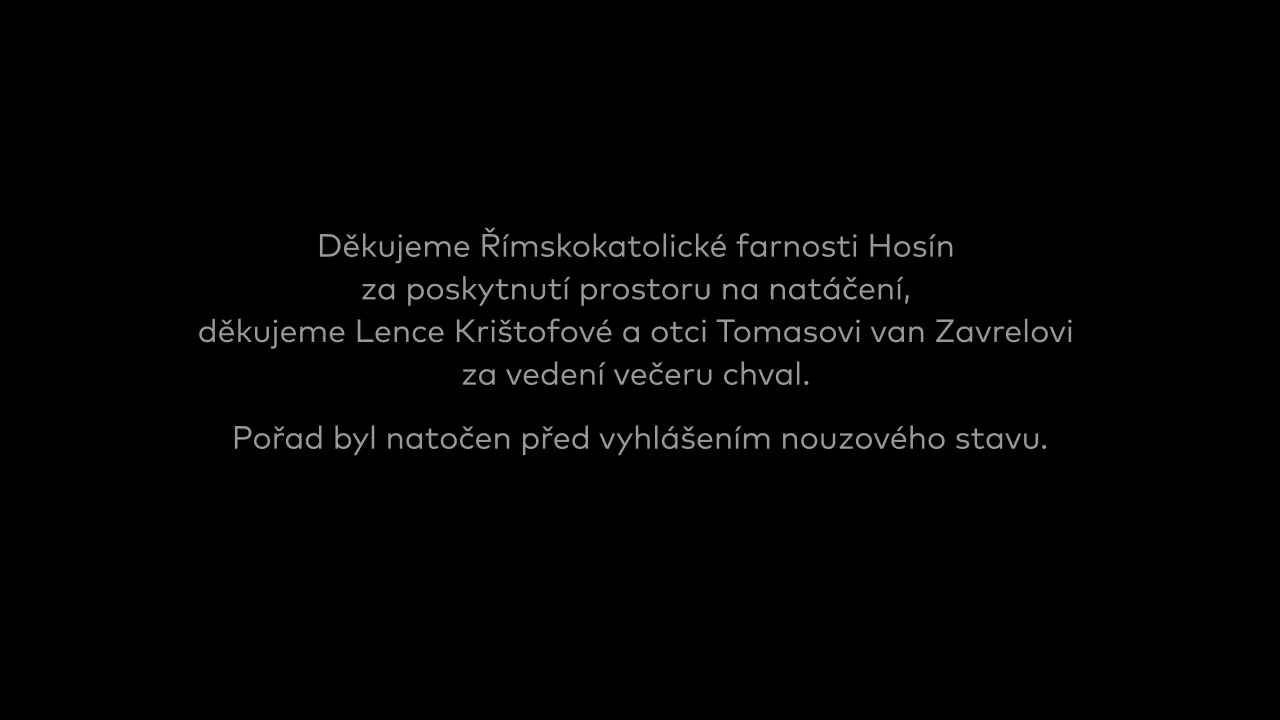 Děkujeme Římskokatolické farnosti Hosín
za poskytnutí prostoru na natáčení,
děkujeme Lence Krištofové a otci Tomasovi van Zavrelovi
za vedení večeru chval.
Pořad byl natočen před vyhlášením nouzového stavu.